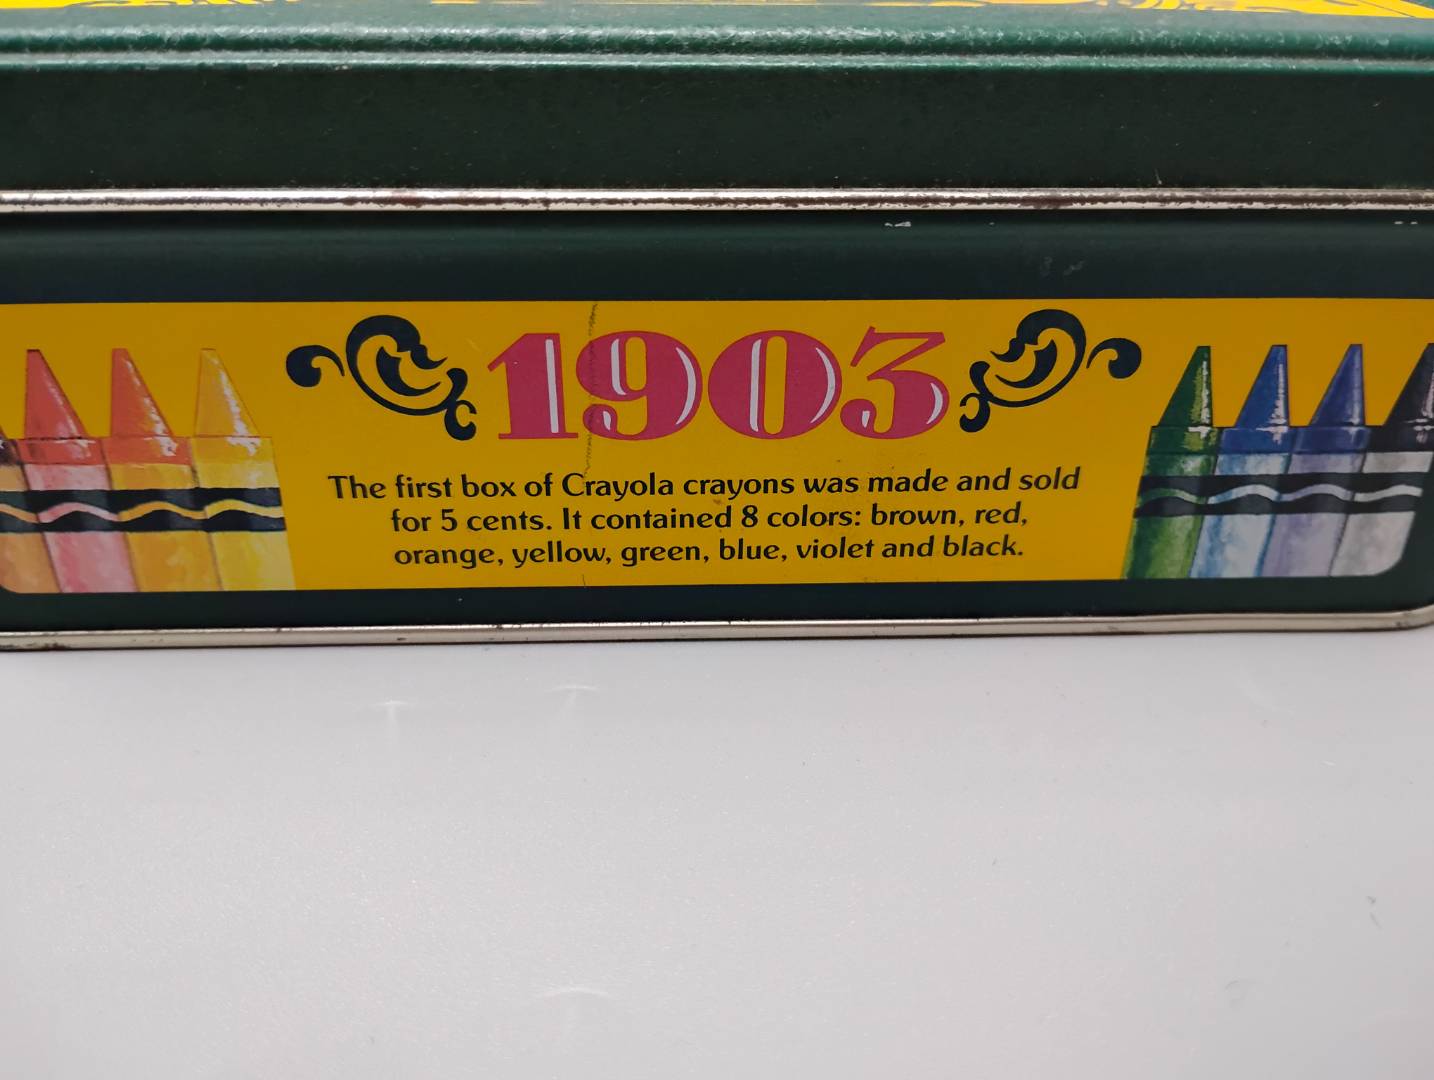 1903
The first box of Crayola crayons was made and sold
for 5 cents. It contained 8 colors: brown, red,
orange, yellow, green, blue, violet and black.